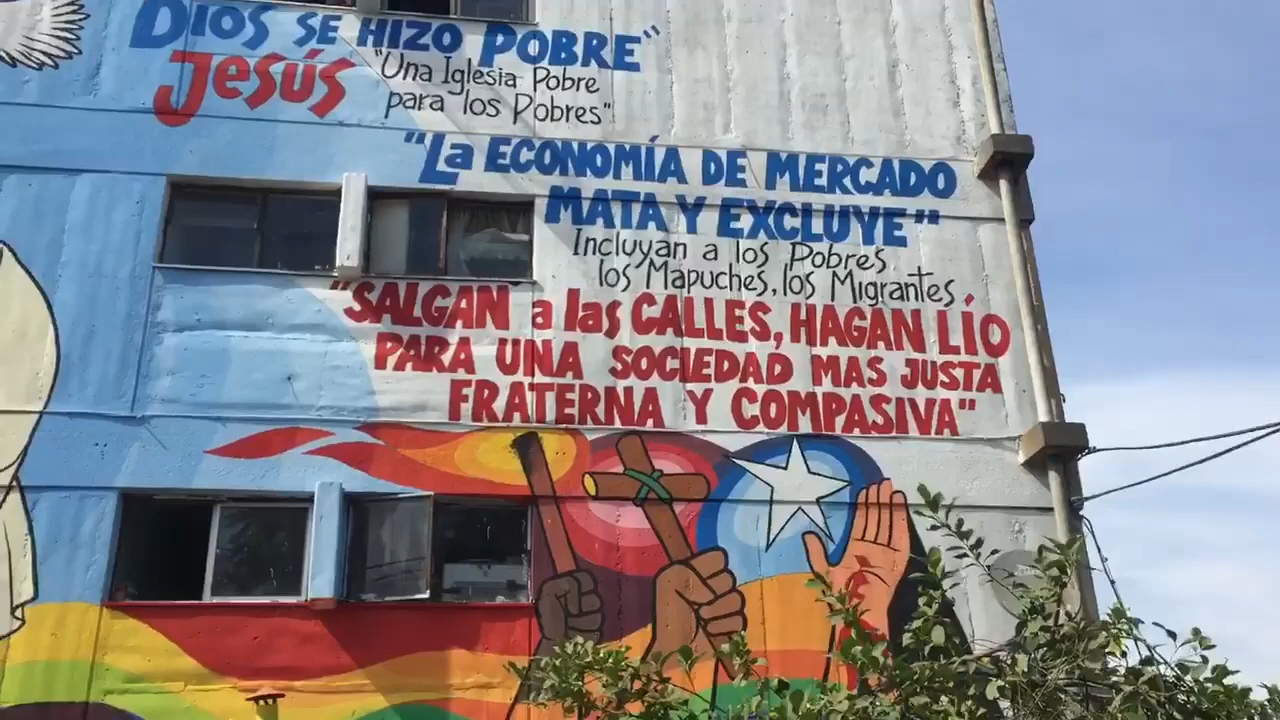 DIOS SE HIZO POBRE"
JESÚS
"Una Iglesia Pobre
para los Pobres"
"La ECONOMÍA DE MERCADO
MATA Y EXCLUYE"
Incluyan a los Pobres,
los Mapuches, los Migrantes,
"SALGAN a las CALLES, HAGAN LÍO
PARA UNA SOCIEDAD MAS JUSTA
FRATERNA Y COMPASIVA"